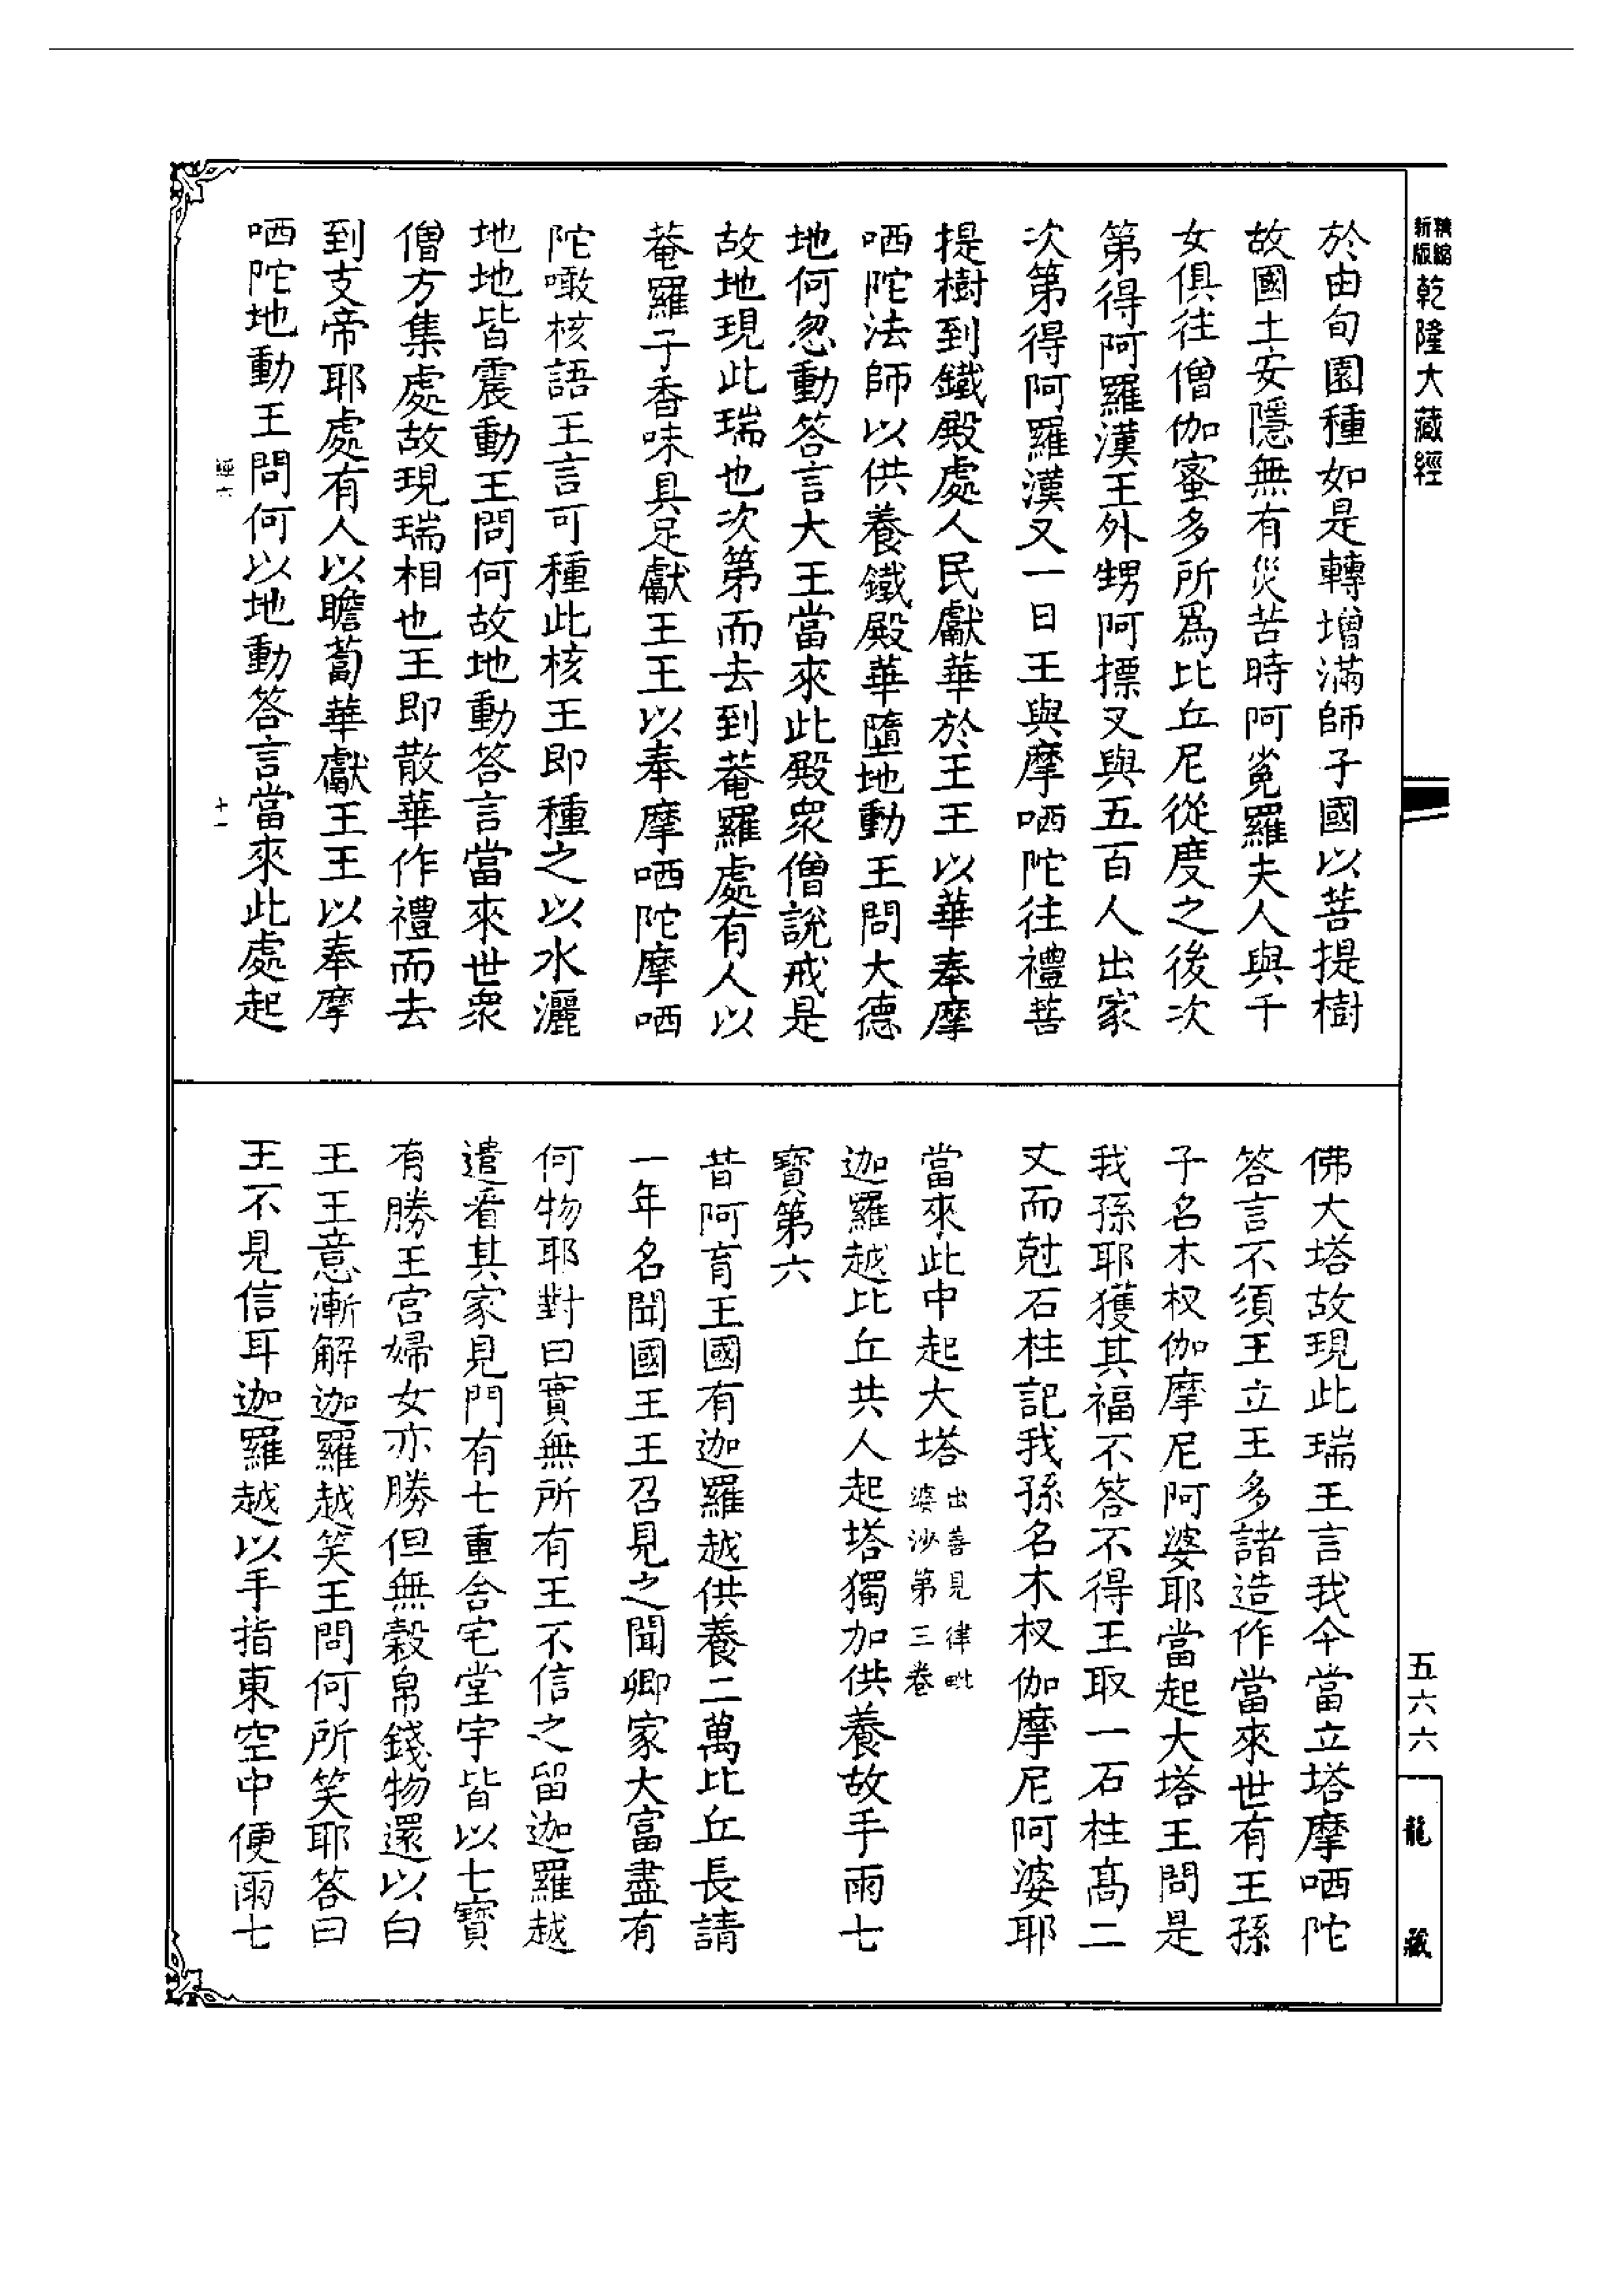 新版精縮乾隆大藏經
於由旬園種如是轉增滿師子國以菩提樹
故國土安隱無有災苦時阿㝹羅夫人與千
女俱往僧伽蜜多所爲比丘尼從度之後次
第得阿羅漢王外甥阿摽叉與五百人出家
次第得阿羅漢又一日王與摩哂陀往禮菩
提樹到鐵殿處人民獻華於王王以華奉摩
哂陀法師以供養鐵殿華墮地動王問大德
地何忽動答言大王當來此殿衆僧說戒是
故地現此瑞也次第而去到菴羅處有人以
菴羅子香味具足獻王王以奉摩哂陀摩哂
陀噉核語王言可種此核王即種之以水灑
地地皆震動王問何故地動答言當來世衆
僧方集處故現瑞相也王即散華作禮而去
到支帝耶處有人以瞻蔔華獻王王以奉摩
哂陀地動王問何以地動答言當來此處起
十一
佛大塔故現此瑞王言我今當立塔摩哂陀
答言不須王立王多諸造作當來世有王孫
子名木杈伽摩尼阿婆耶當起大塔王問是
我孫耶獲其福不答不得王取一石柱高二
丈而尅石柱記我孫名木杈伽摩尼阿婆耶
當來此中起大塔出善見律毗婆沙第三卷
迦羅越比丘共人起塔獨加供養故手雨七
寶第六
昔阿育王國有迦羅越供養二萬比丘長請
一年名聞國王王召見之聞卿家大富盡有
何物耶對曰實無所有王不信之留迦羅越
遣看其家見門有七重舍宅堂宇皆以七寶
有勝王宮婦女亦勝但無穀帛錢物還以白
王王意漸解迦羅越笑王問何所笑耶答曰
王不見信耳迦羅越以手指東空中便雨七
五六六
龍藏